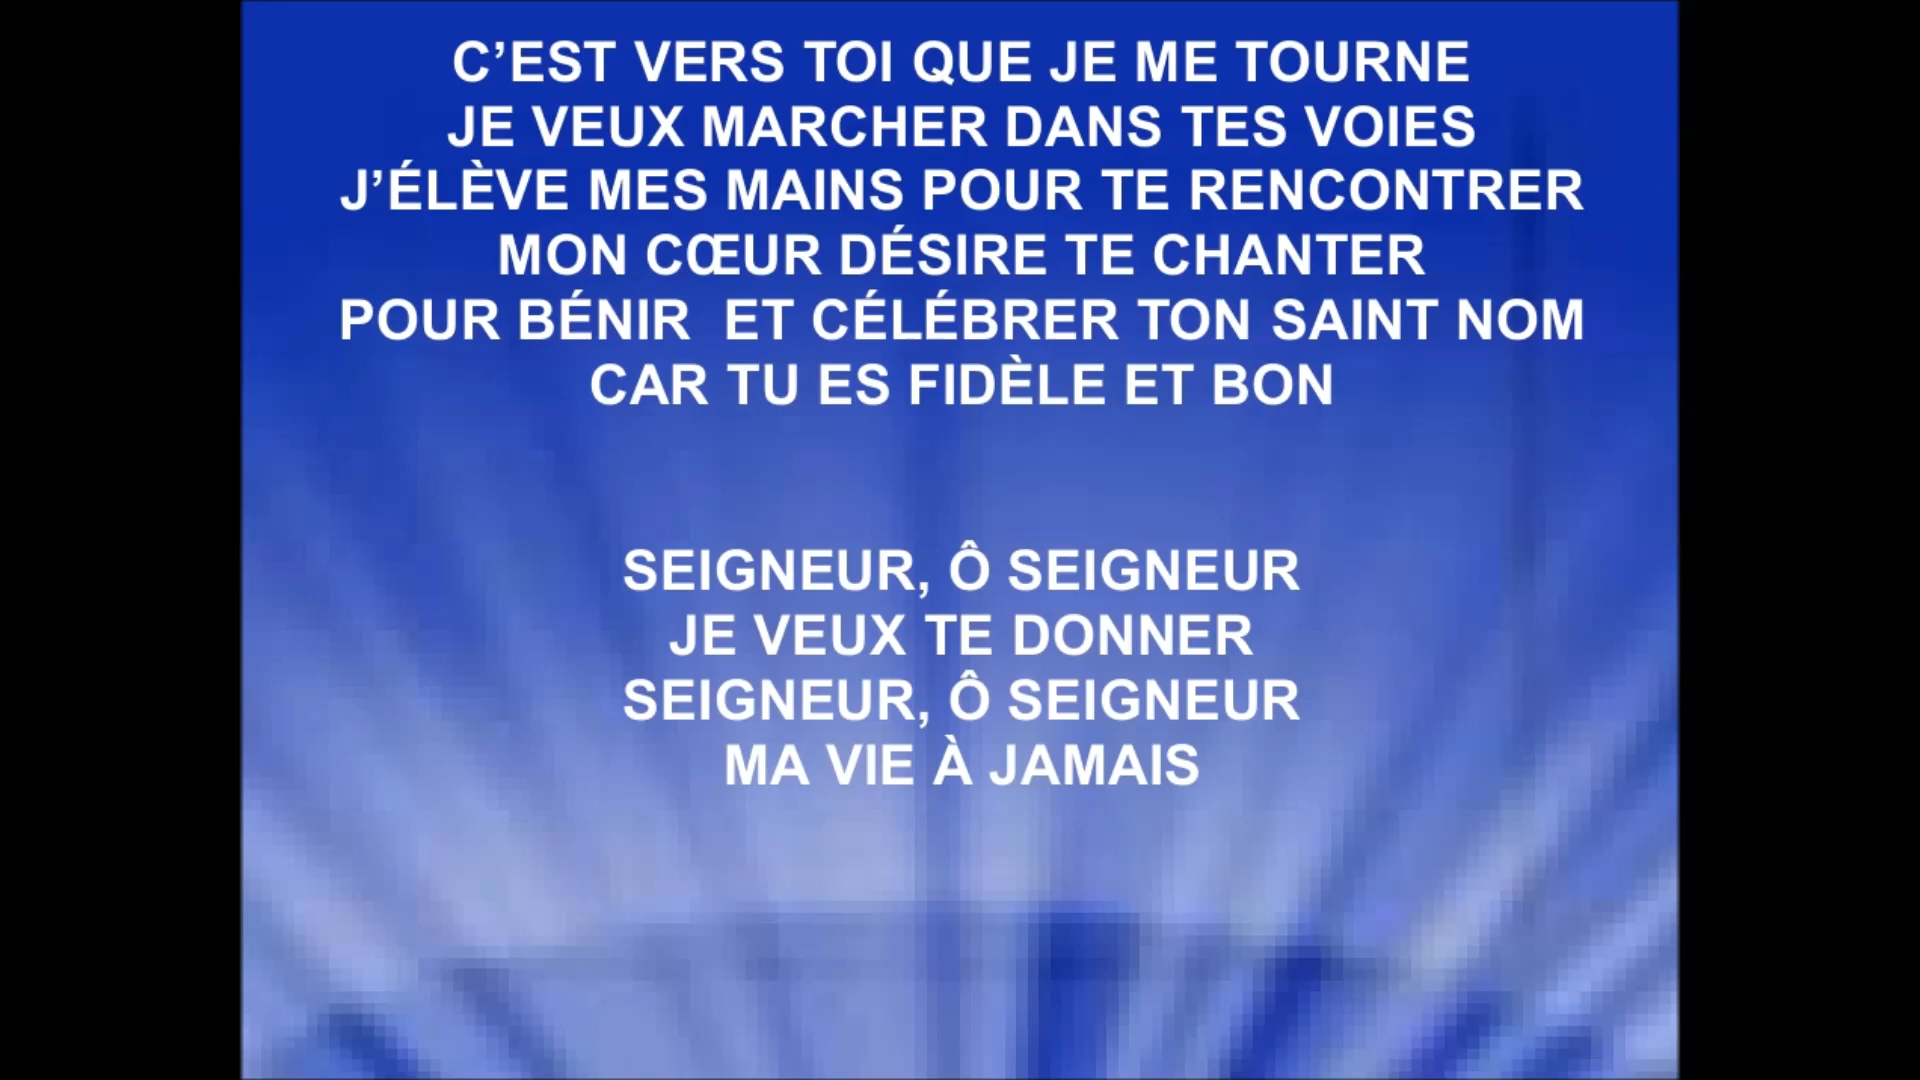 C’EST VERS TOI QUE JE ME TOURNE
JE VEUX MARCHER DANS TES VOIES
J’ÉLÈVE MES MAINS POUR TE RENCONTRER
MON CŒUR DÉSIRE TE CHANTER
POUR BÉNIR  ET CÉLÉBRER TON SAINT NOM
CAR TU ES FIDÈLE ET BON
SEIGNEUR, Ô SEIGNEUR
JE VEUX TE DONNER
SEIGNEUR, Ô SEIGNEUR
MA VIE À JAMAIS